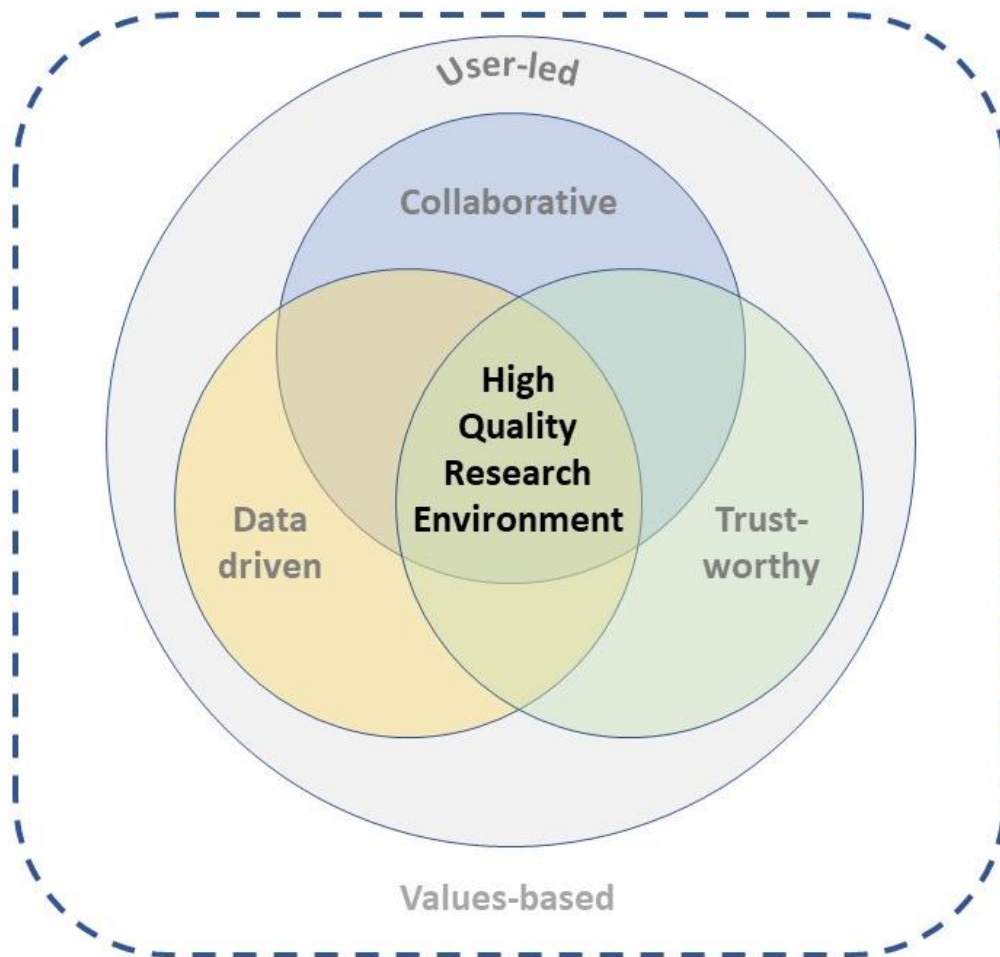 User-led
Collaborative
High
Quality
Research
Environment
Data
driven
Trust-
worthy
Values-based